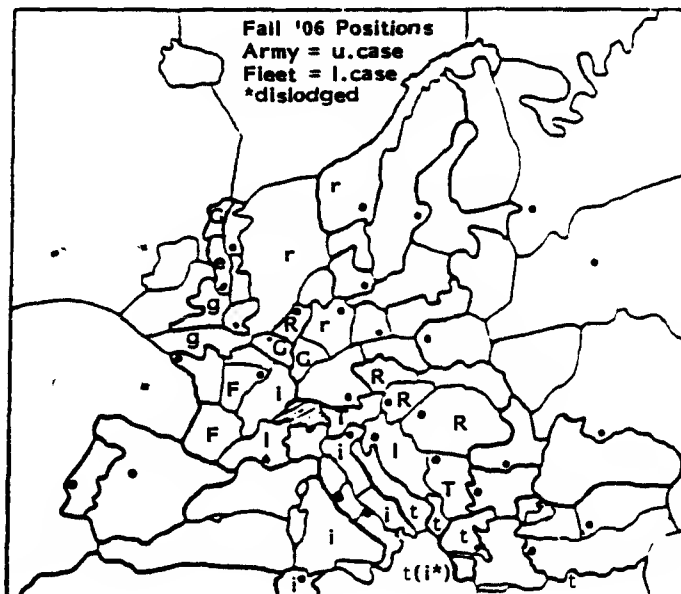 Fall '06 Positions
Army = u.case
Fleet = l.case
*dislodged
r
G
e
r
g
R
r
g
G
G
F
i
R
R
R
F
I
i
I
T
i
t
t
t
i
i
t(i*)
t